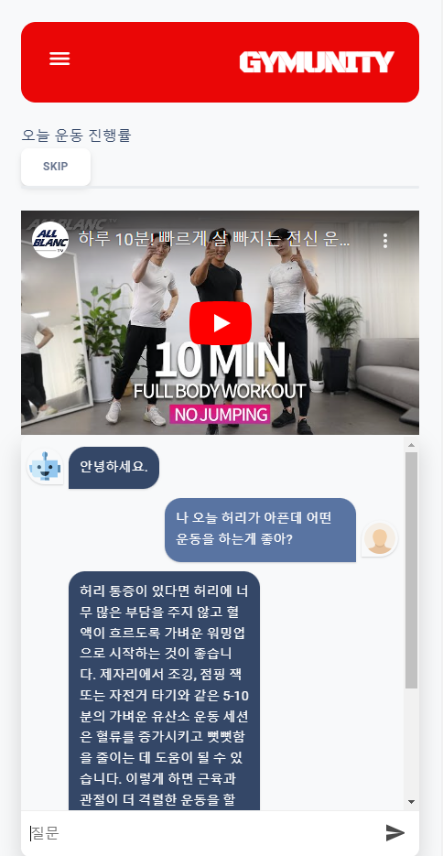 GYMUNITY
오늘 운동 진행률
SKIP
ALL BLANC
ALL
BLANC
하루 10분! 빠르게 살 빠지는 전신 운...
10 MIN
FULL BODY WORKOUT
NO JUMPING
안녕하세요.
나 오늘 허리가 아픈데 어떤
운동을 하는게 좋아?
허리 통증이 있다면 허리에 너
무 많은 부담을 주지 않고 혈
액이 흐르도록 가벼운 워밍업
으로 시작하는 것이 좋습니
다. 제자리에서 조깅, 점핑 잭
또는 자전거 타기와 같은 5-10
분의 가벼운 유산소 운동 세션
은 혈류를 증가시키고 뻣뻣함
을 줄이는 데 도움이 될 수 있
습니다. 이렇게 하면 근육과
관절이 더 격렬한 운동을 할
질문